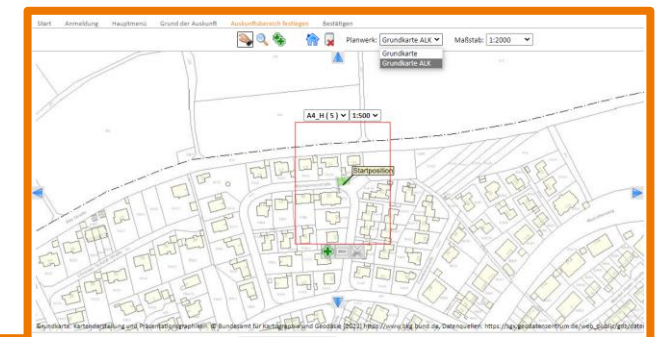 Start Anmeldung Hauptmenü Grund der Auskunft Auskunftsbereich festlegen Bestätigen
Planwerk: Grundkarte ALK Maßstab: 1:2000
Grundkarte
Grundkarte ALK
A4_H ( 5 ) 1:500
Startposition
Grundkarte: Kartendarstellung und Präsentationsgraphiken: © Bundesamt für Kartographie und Geodäsie (2021) https://www.bkg.bund.de, Datenquellen: https://sgx.geodatenzentrum.de/web_public/gdz/daten